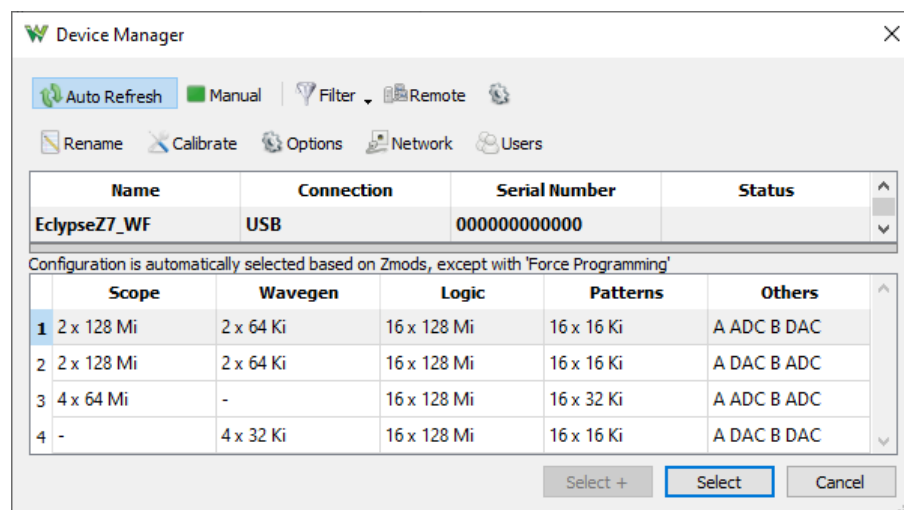 Device Manager
Auto Refresh Manual Filter Remote
Rename Calibrate Options Network Users
Name Connection Serial Number Status
EclypseZ7_WF USB 000000000000
Configuration is automatically selected based on Zmods, except with 'Force Programming'
Scope Wavegen Logic Patterns Others
1 2 x 128 Mi 2 x 64 Ki 16 x 128 Mi 16 x 16 Ki A ADC B DAC
2 2 x 128 Mi 2 x 64 Ki 16 x 128 Mi 16 x 16 Ki A DAC B ADC
3 4 x 64 Mi - 16 x 128 Mi 16 x 32 Ki A ADC B ADC
4 - 4 x 32 Ki 16 x 128 Mi 16 x 16 Ki A DAC B DAC
Select + Select Cancel